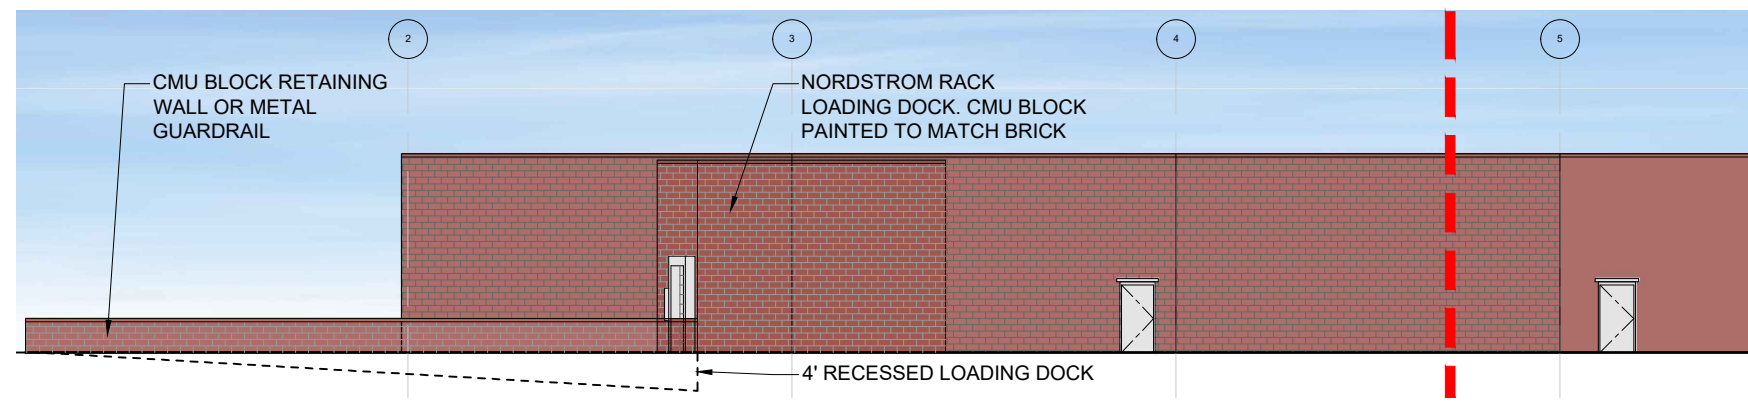 2
3
4
5
CMU BLOCK RETAINING
WALL OR METAL
GUARDRAIL
NORDSTROM RACK
LOADING DOCK. CMU BLOCK
PAINTED TO MATCH BRICK
4' RECESSED LOADING DOCK